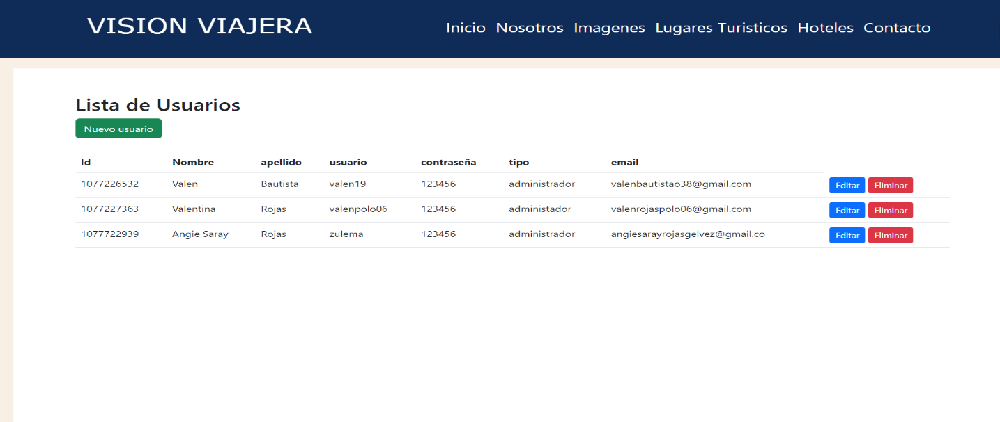 VISION VIAJERA
Inicio Nosotros Imagenes Lugares Turisticos Hoteles Contacto
Lista de Usuarios
Nuevo usuario
Id Nombre apellido usuario contraseña tipo email
1077226532 Valen Bautista valen19 123456 administrador valenbautistao38@gmail.com Editar Eliminar
1077227363 Valentina Rojas valenpolo06 123456 administador valenrojaspolo06@gmail.com Editar Eliminar
1077722939 Angie Saray Rojas zulema 123456 administrador angiesarayrojasgelvez@gmail.co Editar Eliminar